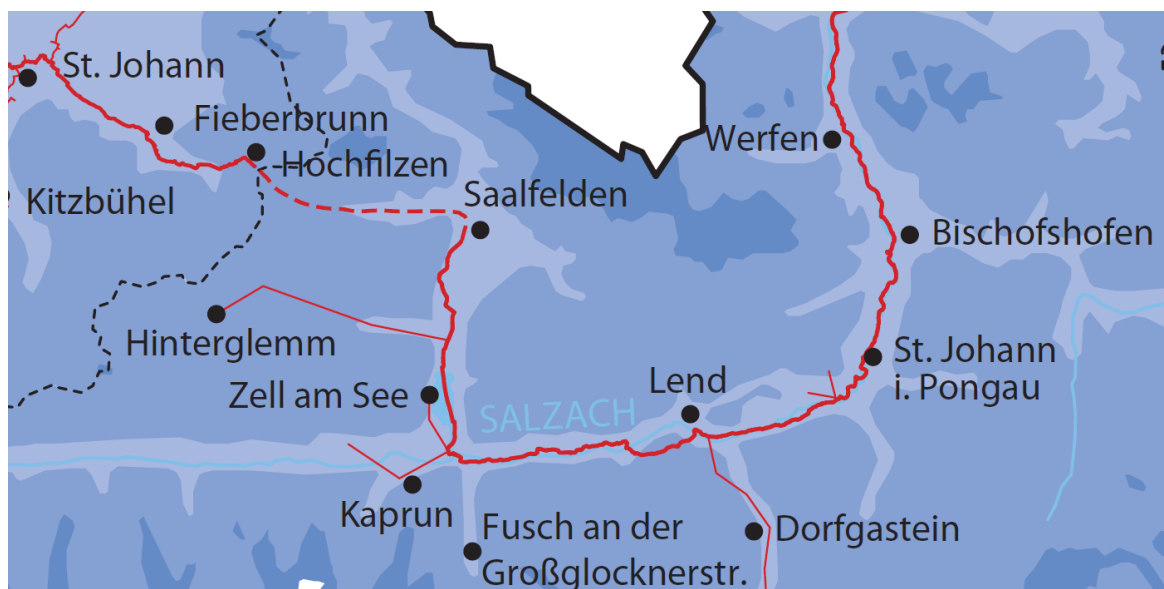 St. Johann
Fieberbrunn
Hochfilzen
Kitzbühel
Saalfelden
Werfen
Bischofshofen
Hinterglemm
Zell am See
SALZACH
Lend
St. Johann
i. Pongau
Kaprun
Fusch an der
Großglocknerstr.
Dorfgastein